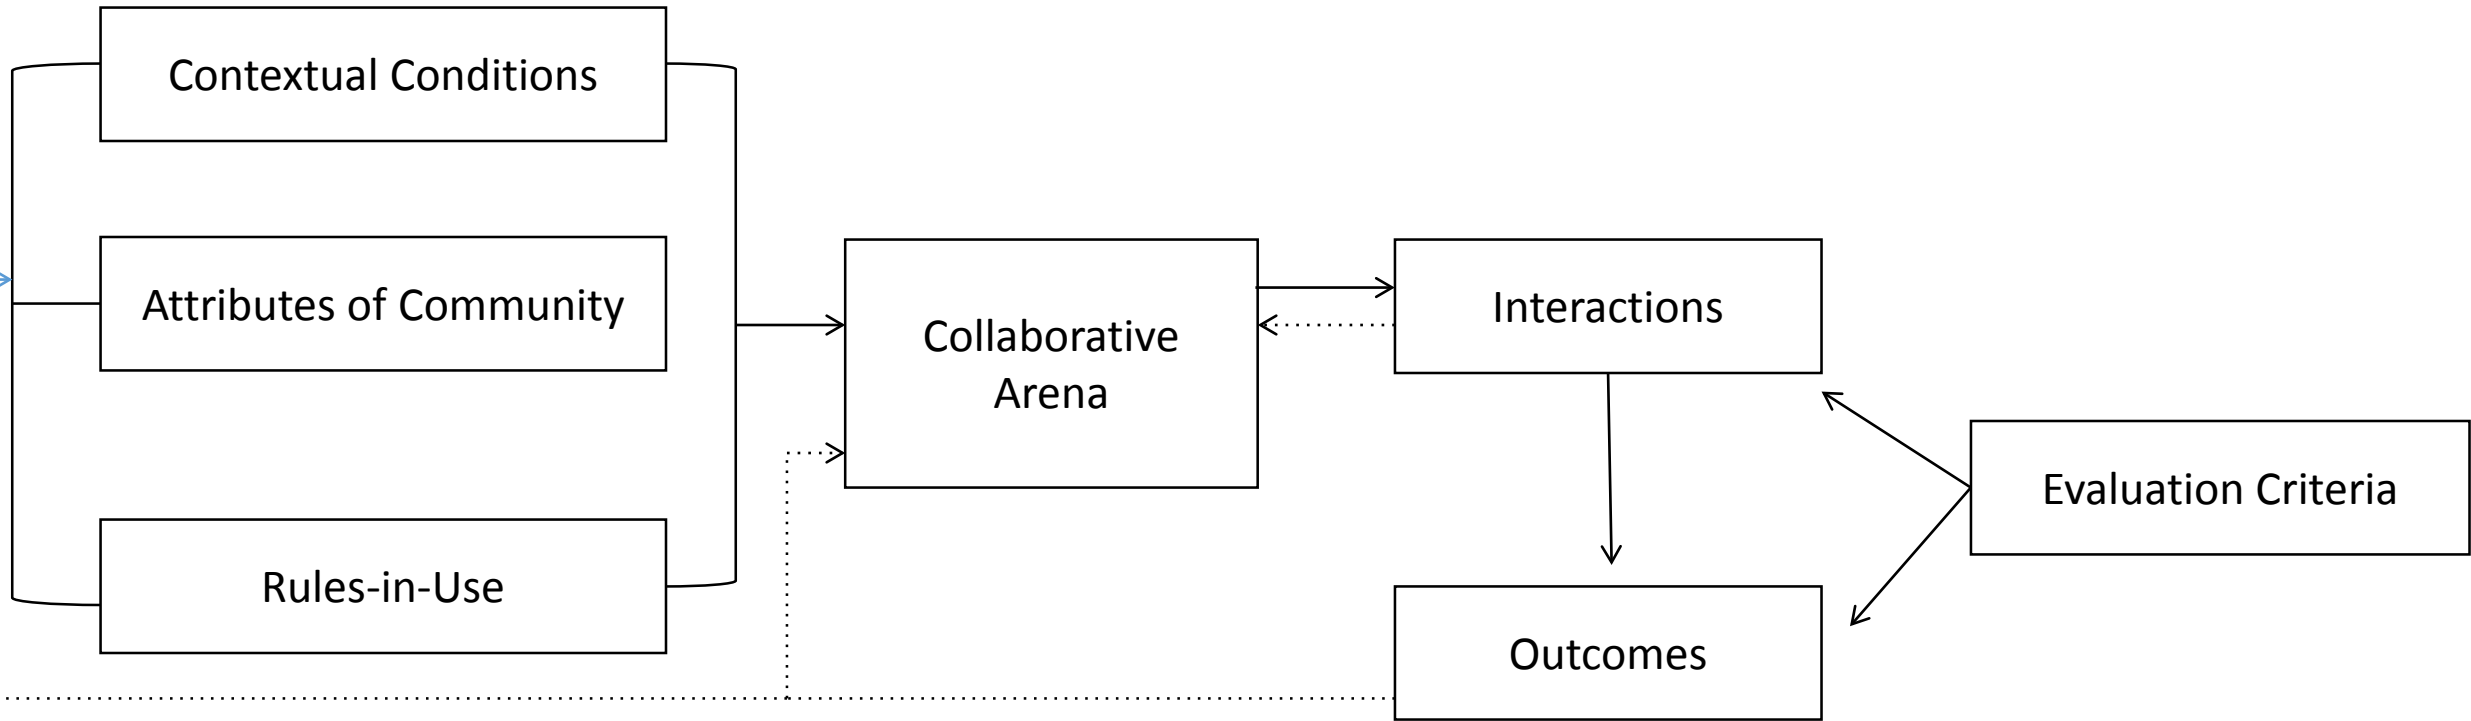 Contextual Conditions
Attributes of Community
Rules-in-Use
Collaborative
Arena
Interactions
Outcomes
Evaluation Criteria